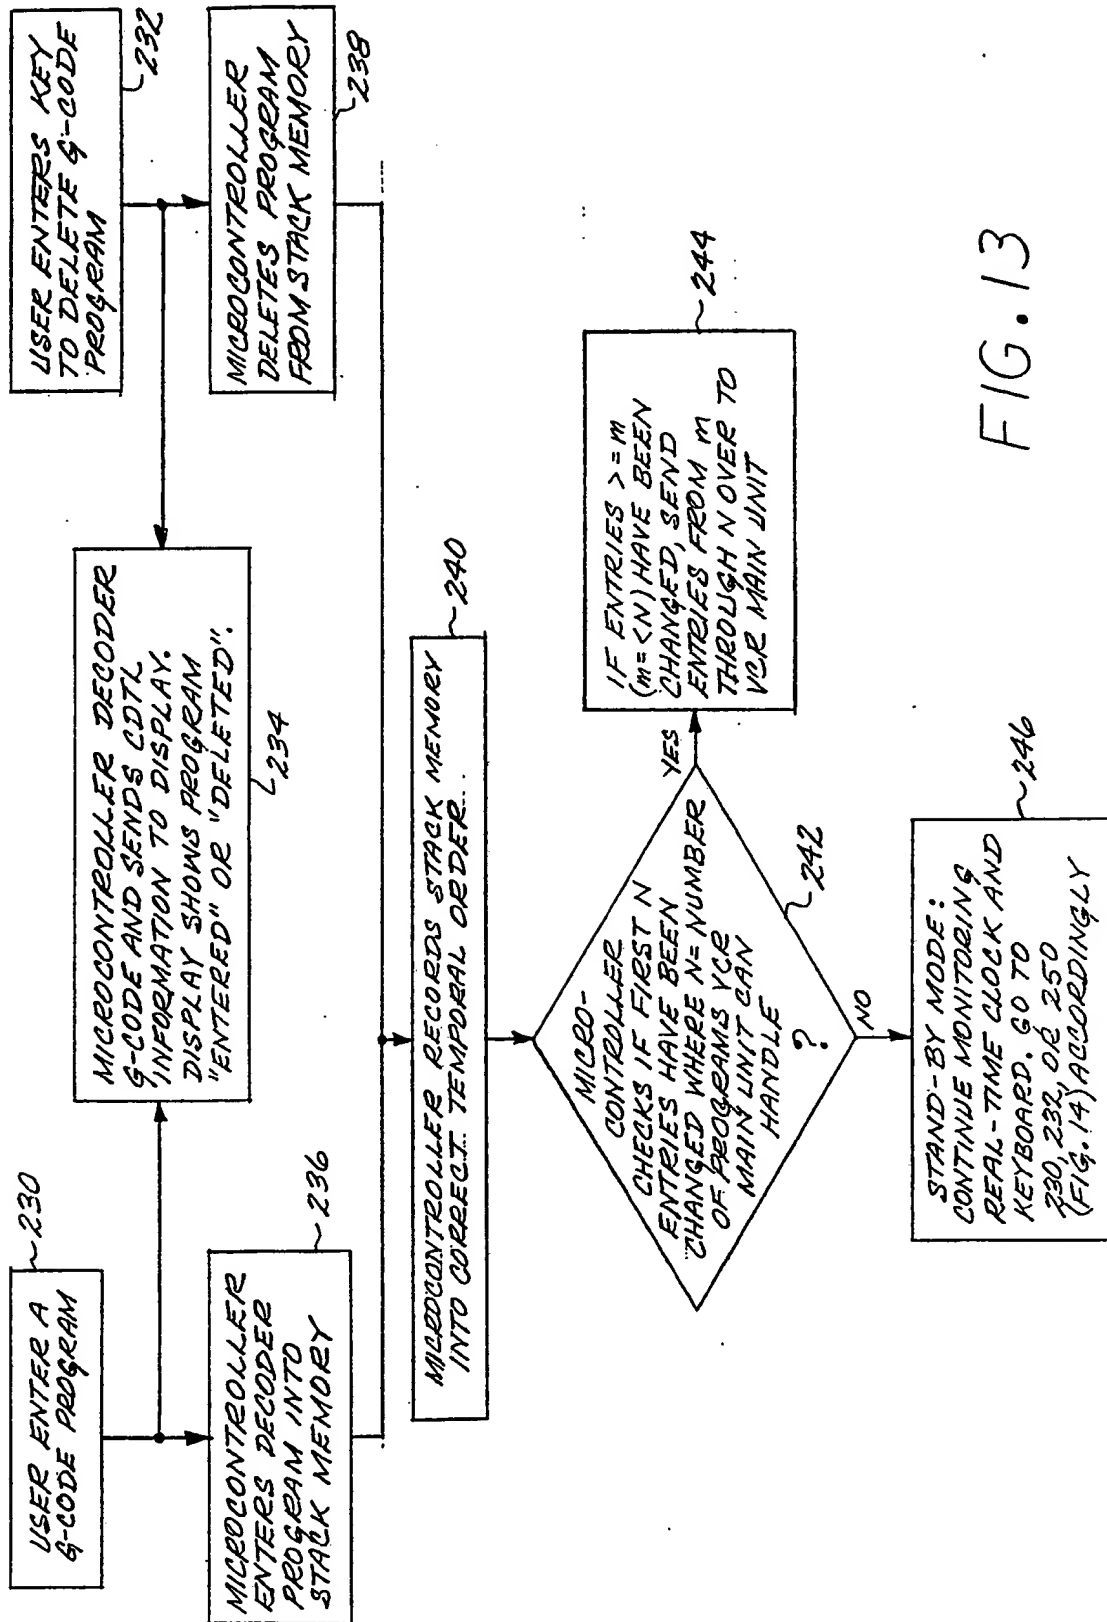 USER ENTER A
G-CODE PROGRAM
230
USER ENTERS KEY
TO DELETE G-CODE
PROGRAM
232
MICROCONTROLLER DECODER
G-CODE AND SENDS CDTL
INFORMATION TO DISPLAY.
DISPLAY SHOWS PROGRAM
"ENTERED" OR "DELETED".
234
MICROCONTROLLER
ENTERS DECODER
PROGRAM INTO
STACK MEMORY
236
MICROCONTROLLER
DELETES PROGRAM
FROM STACK MEMORY
238
MICROCONTROLLER RECORDS STACK MEMORY
INTO CORRECT TEMPORAL ORDER
240
MICRO-
CONTROLLER
CHECKS IF FIRST N
ENTRIES HAVE BEEN
CHANGED WHERE N= NUMBER
OF PROGRAMS VCR
MAIN UNIT CAN
HANDLE
?
242
YES
IF ENTRIES >=m
(m=<N) HAVE BEEN
CHANGED, SEND
ENTRIES FROM m
THROUGH N OVER TO
VCR MAIN UNIT
244
NO
STAND-BY MODE:
CONTINUE MONITORING
REAL-TIME CLOCK AND
KEYBOARD. GO TO
230, 232, OR 250
(FIG. 14) ACCORDINGLY
246
FIG. 13